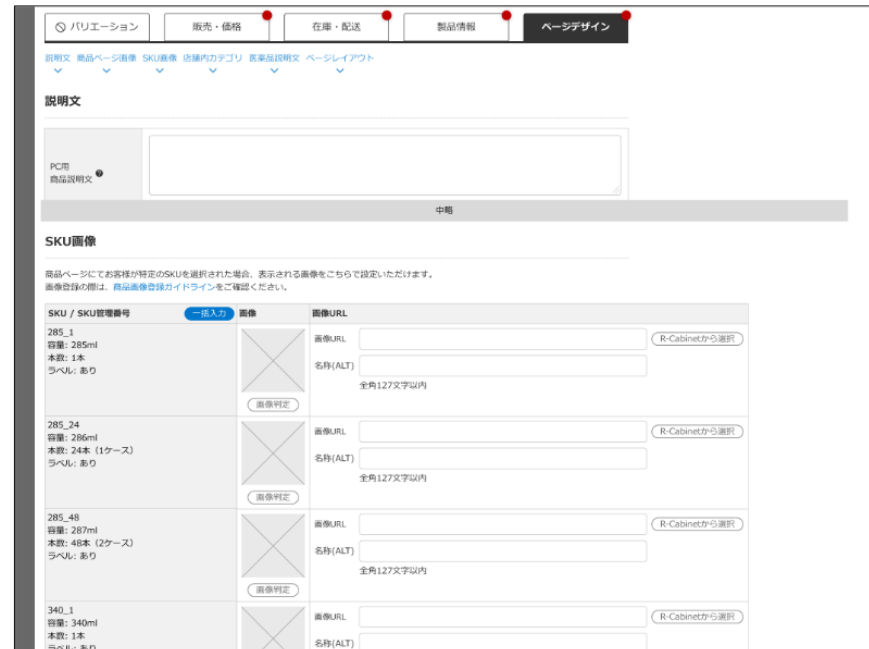 バリエーション
販売・価格
在庫・配送
製品情報
ページデザイン
説明文 商品ページ画像 SKU画像 店舗内カテゴリ 医薬品説明文 ページレイアウト
説明文
PC用
商品説明文
中略
SKU画像
商品ページにてお客様が特定のSKUを選択された場合、表示される画像をこちらで設定いただけます。
画像登録の際は、商品画像登録ガイドラインをご確認ください。
SKU / SKU管理番号 一括入力 画像 画像URL
285_1
容量: 285ml
本数: 1本
ラベル: あり
画像判定
画像URL
R-Cabinetから選択
名称(ALT)
全角127文字以内
285_24
容量: 286ml
本数: 24本（1ケース）
ラベル: あり
画像判定
画像URL
R-Cabinetから選択
名称(ALT)
全角127文字以内
285_48
容量: 287ml
本数: 48本（2ケース）
ラベル: あり
画像判定
画像URL
R-Cabinetから選択
名称(ALT)
全角127文字以内
340_1
容量: 340ml
本数: 1本
ラベル: あり
画像URL
R-Cabinetから選択
名称(ALT)